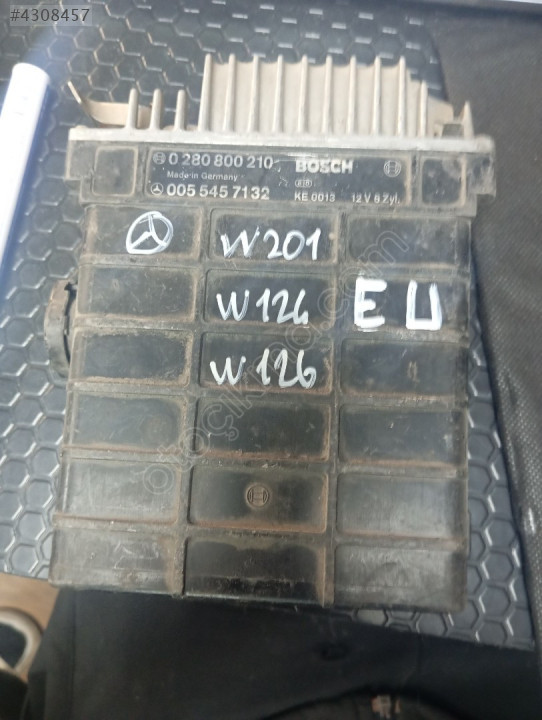 #4308457
0 280 800 210 BOSCH
Made in Germany
005 545 7132 KE 0013 12 V 6 Zyl.
W201
W124 EU
W126